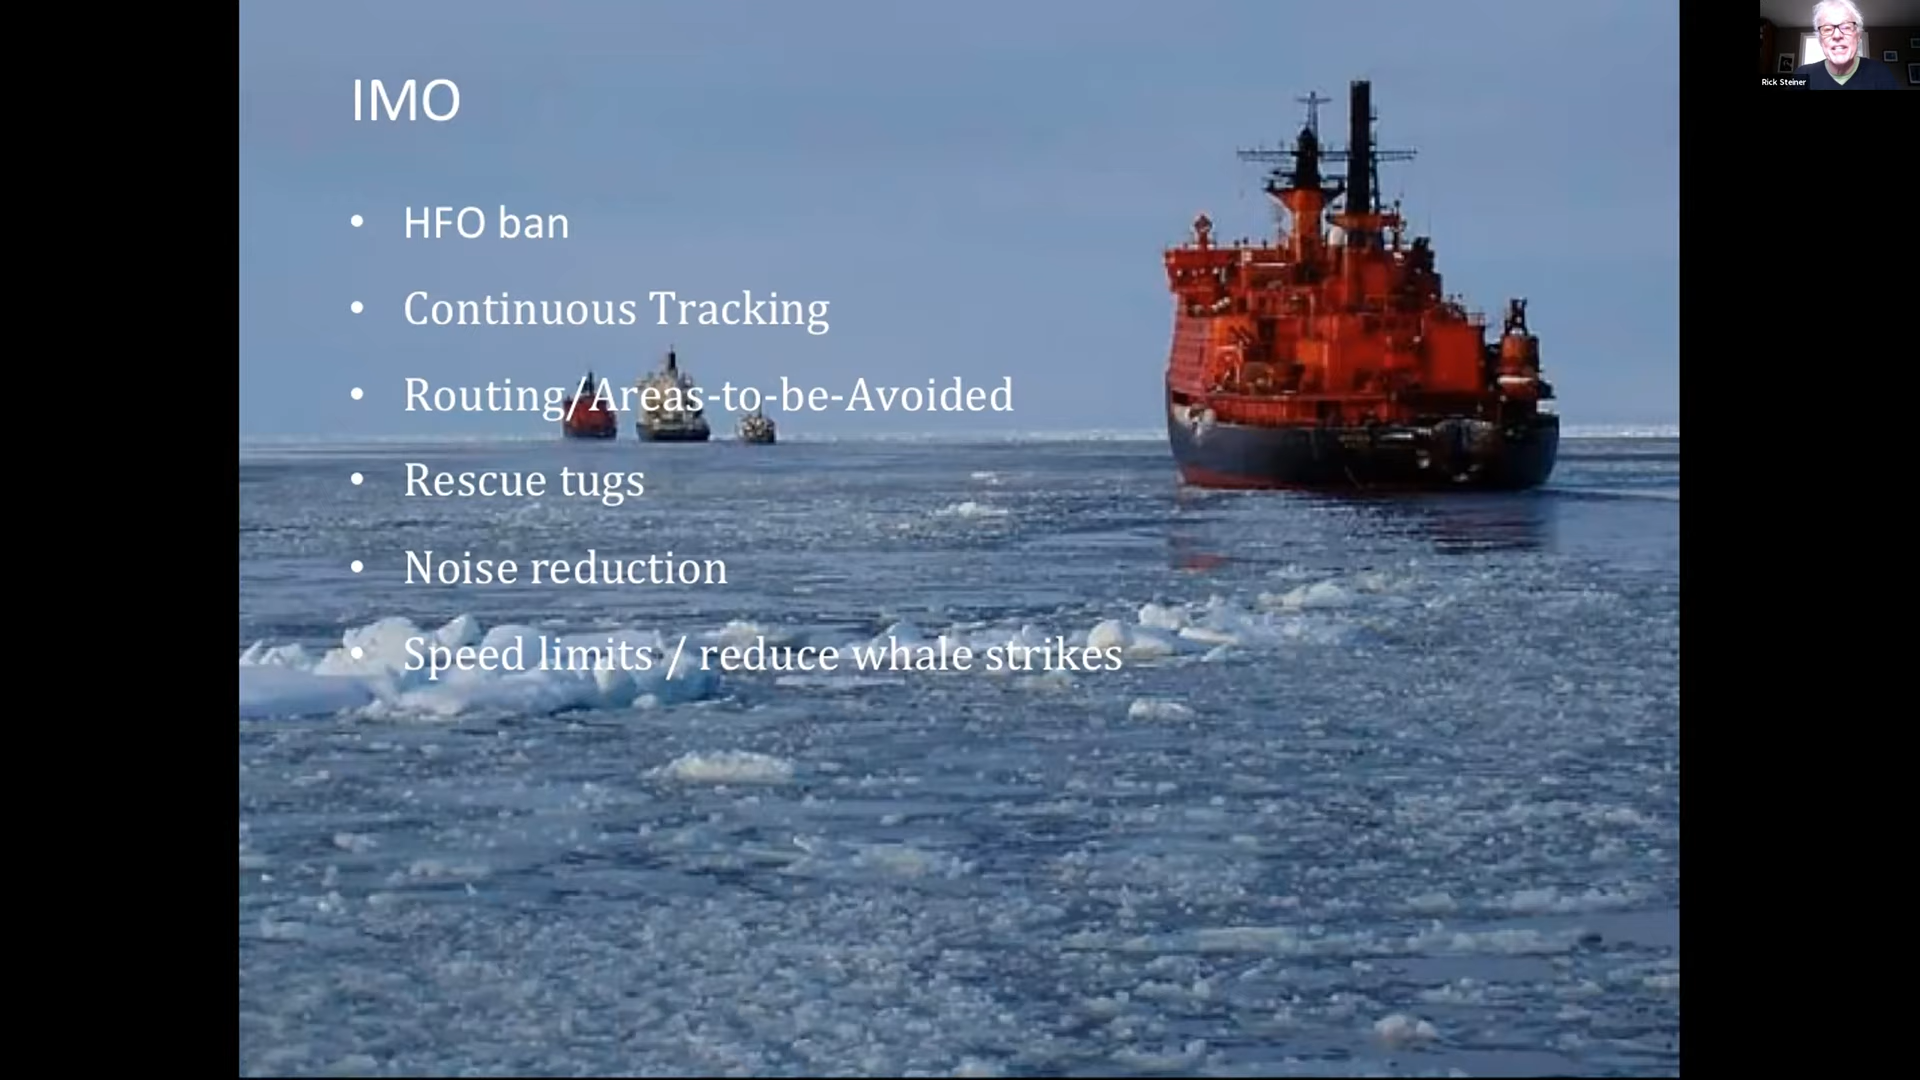 IMO
• HFO ban
• Continuous Tracking
• Routing/Areas-to-be-Avoided
• Rescue tugs
• Noise reduction
• Speed limits / reduce whale strikes
Rick Steiner